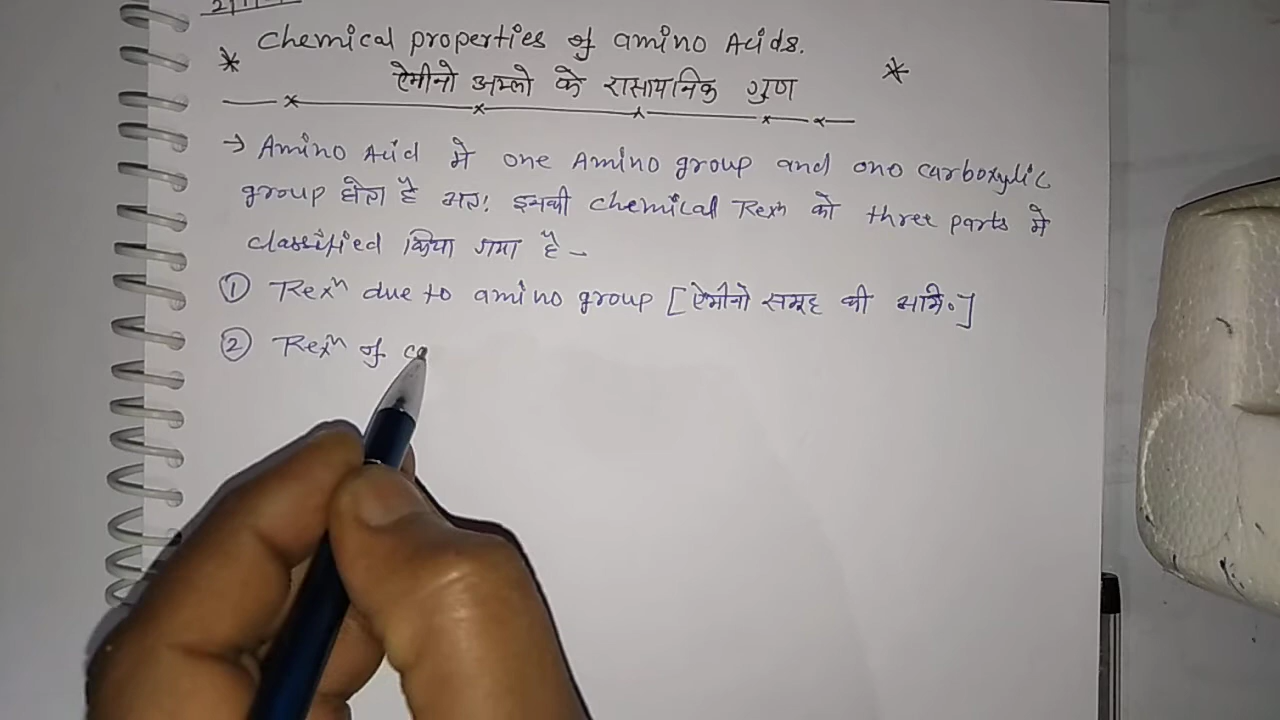 Chemical properties of amino Acids.
* ऐमीनो अम्लो के रासायनिक गुण *
→ Amino Acid मे one Amino group and one carboxylic
group होता है अतः इनकी chemical Rexⁿ को three parts मे
classified किया गया है -
① Rexⁿ due to amino group [ऐमीनो समूह की अभि॰]
② Rexⁿ of ca